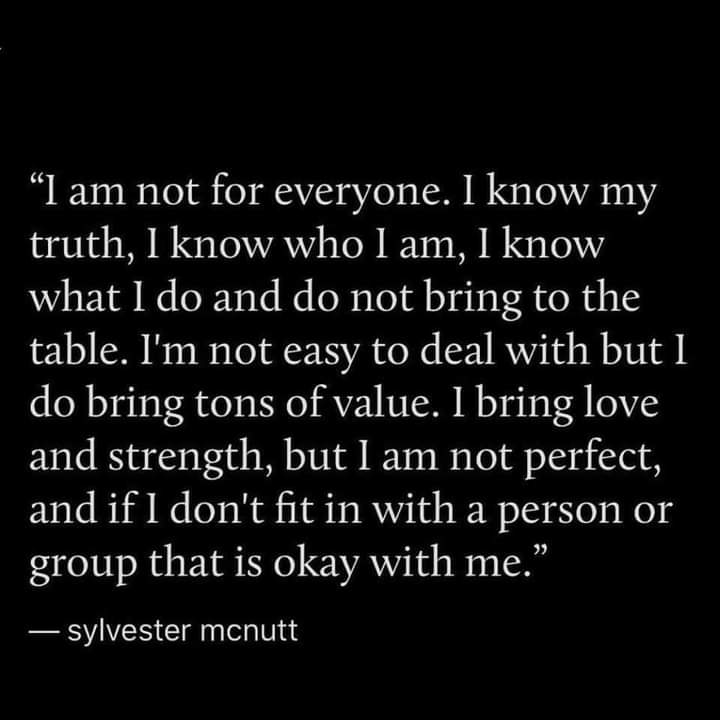 “I am not for everyone. I know my
truth, I know who I am, I know
what I do and do not bring to the
table. I'm not easy to deal with but I
do bring tons of value. I bring love
and strength, but I am not perfect,
and if I don't fit in with a person or
group that is okay with me.”
— sylvester mcnutt